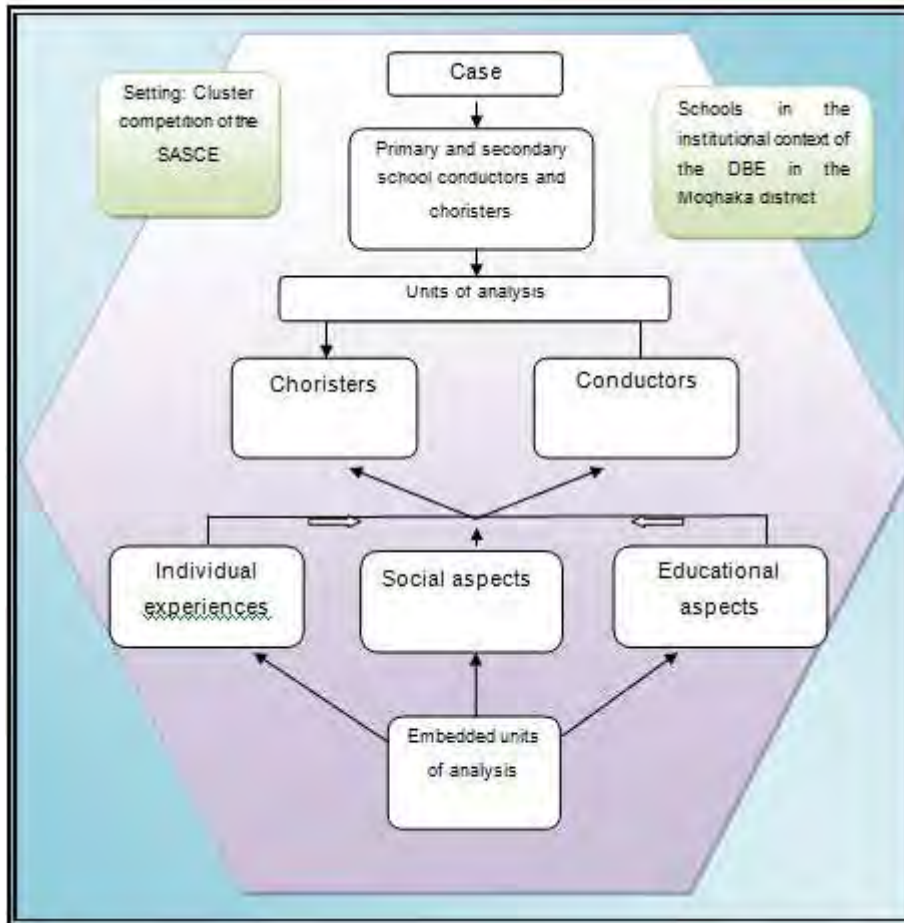 Case
Setting: Cluster
competition of the
SASCE
Schools in the
institutional context of
the DBE in the
Moqhaka district
Primary and secondary
school conductors and
choristers
Units of analysis
Choristers
Conductors
Individual
experiences
Social aspects
Educational
aspects
Embedded units
of analysis